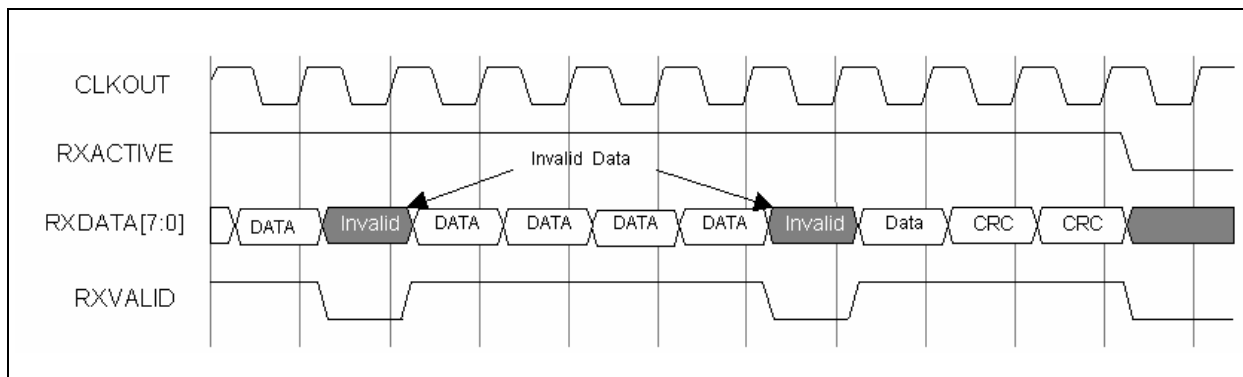 CLKOUT
RXACTIVE
Invalid Data
RXDATA[7:0]
DATA Invalid DATA DATA DATA DATA Invalid Data CRC CRC
RXVALID